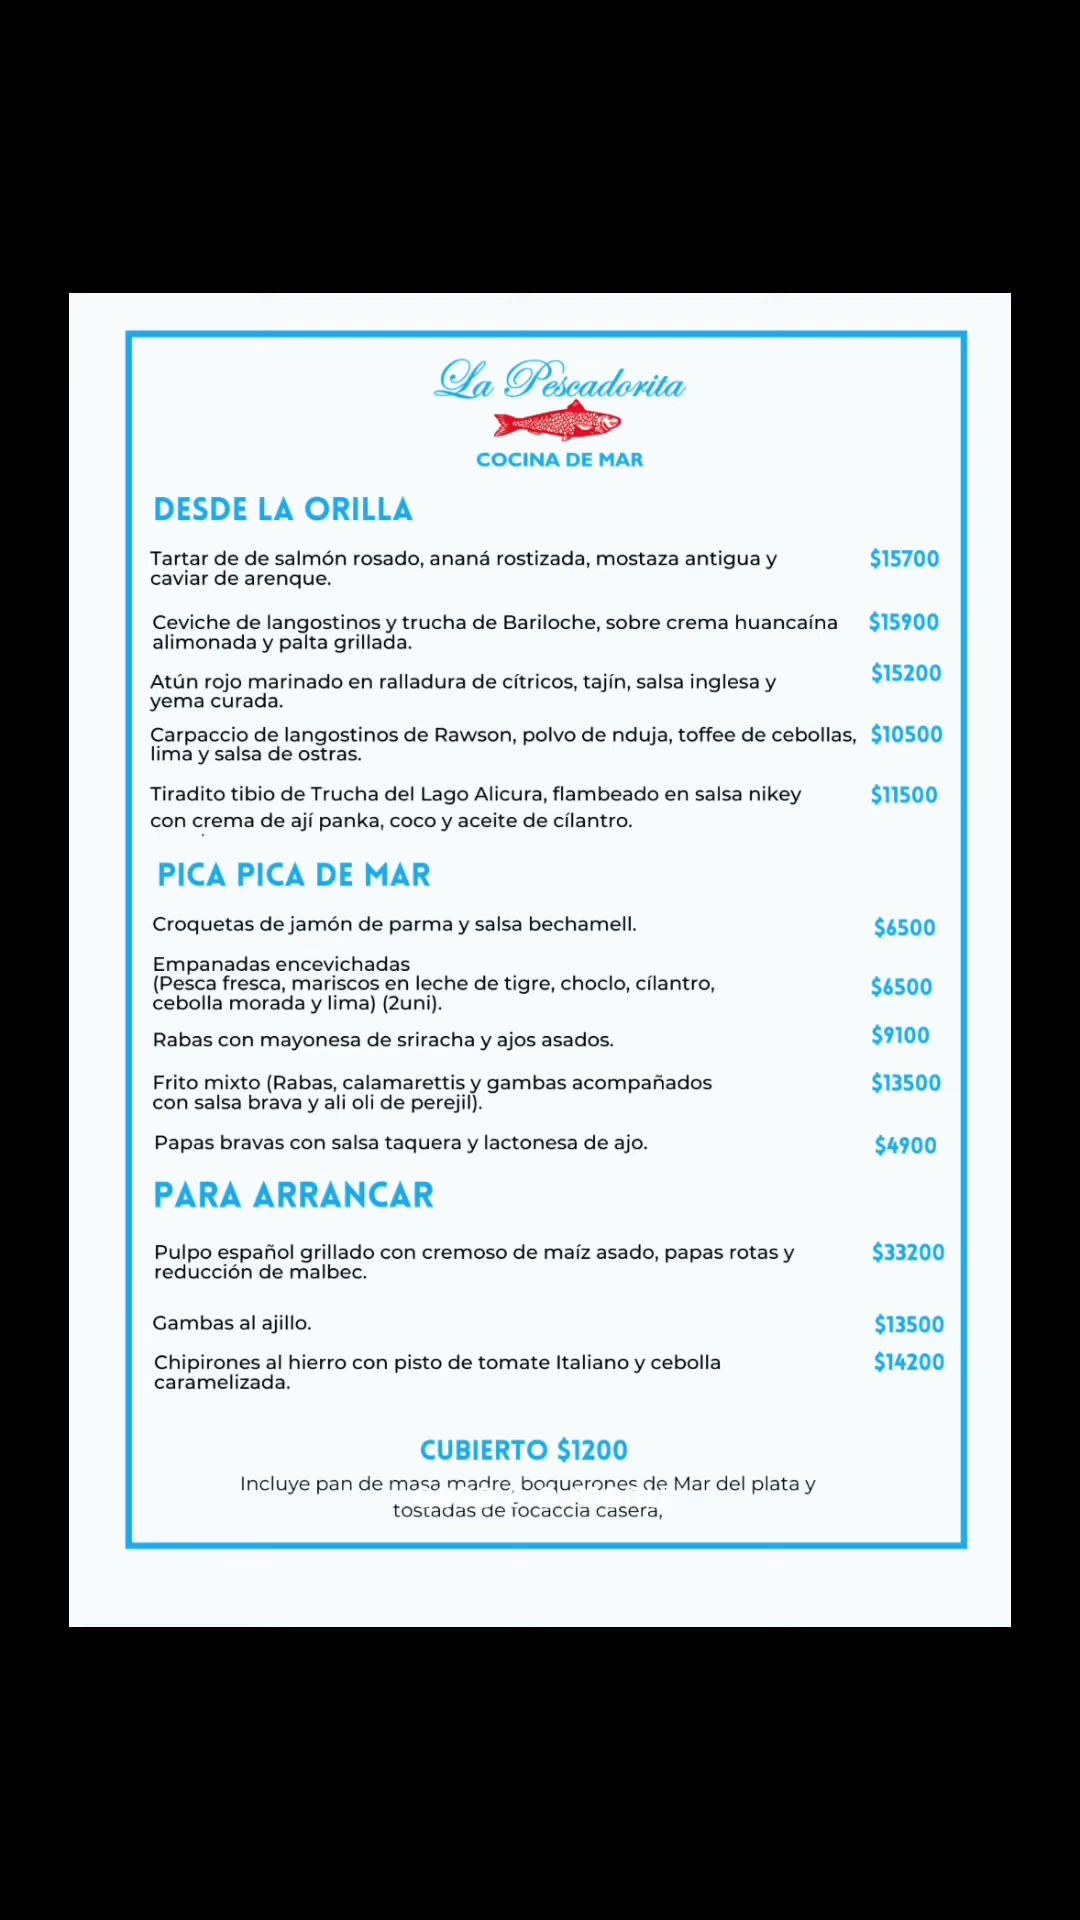 La Pescadorita
COCINA DE MAR
DESDE LA ORILLA
Tartar de de salmón rosado, ananá rostizada, mostaza antigua y $15700
caviar de arenque.
Ceviche de langostinos y trucha de Bariloche, sobre crema huancaína $15900
alimonada y palta grillada.
Atún rojo marinado en ralladura de cítricos, tajín, salsa inglesa y $15200
yema curada.
Carpaccio de langostinos de Rawson, polvo de nduja, toffee de cebollas, $10500
lima y salsa de ostras.
Tiradito tibio de Trucha del Lago Alicura, flambeado en salsa nikey $11500
con crema de ají panka, coco y aceite de cílantro.
PICA PICA DE MAR
Croquetas de jamón de parma y salsa bechamell. $6500
Empanadas encevichadas
(Pesca fresca, mariscos en leche de tigre, choclo, cílantro, $6500
cebolla morada y lima) (2uni).
Rabas con mayonesa de sriracha y ajos asados. $9100
Frito mixto (Rabas, calamarettis y gambas acompañados $13500
con salsa brava y ali oli de perejil).
Papas bravas con salsa taquera y lactonesa de ajo. $4900
PARA ARRANCAR
Pulpo español grillado con cremoso de maíz asado, papas rotas y $33200
reducción de malbec.
Gambas al ajillo. $13500
Chipirones al hierro con pisto de tomate Italiano y cebolla $14200
caramelizada.
CUBIERTO $1200
Incluye pan de masa madre, boquerones de Mar del plata y
tostadas de focaccia casera,